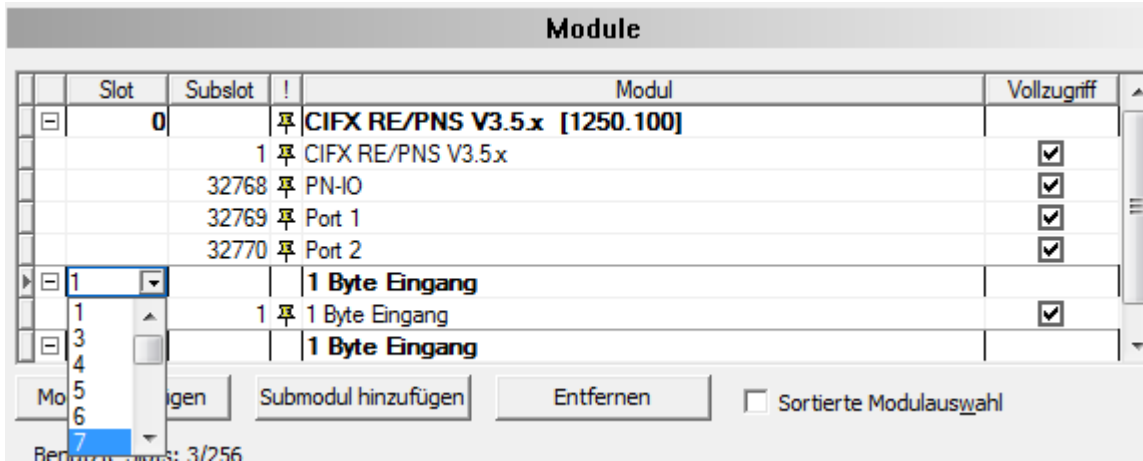 Module
Slot Subslot ! Modul Vollzugriff
0 CIFX RE/PNS V3.5.x [1250.100]
1 CIFX RE/PNS V3.5.x
32768 PN-IO
32769 Port 1
32770 Port 2
1 1 Byte Eingang
1 1 1 Byte Eingang
3 1 Byte Eingang
4
5
6
7
Mo igen Submodul hinzufügen Entfernen Sortierte Modulauswahl
: 3/256